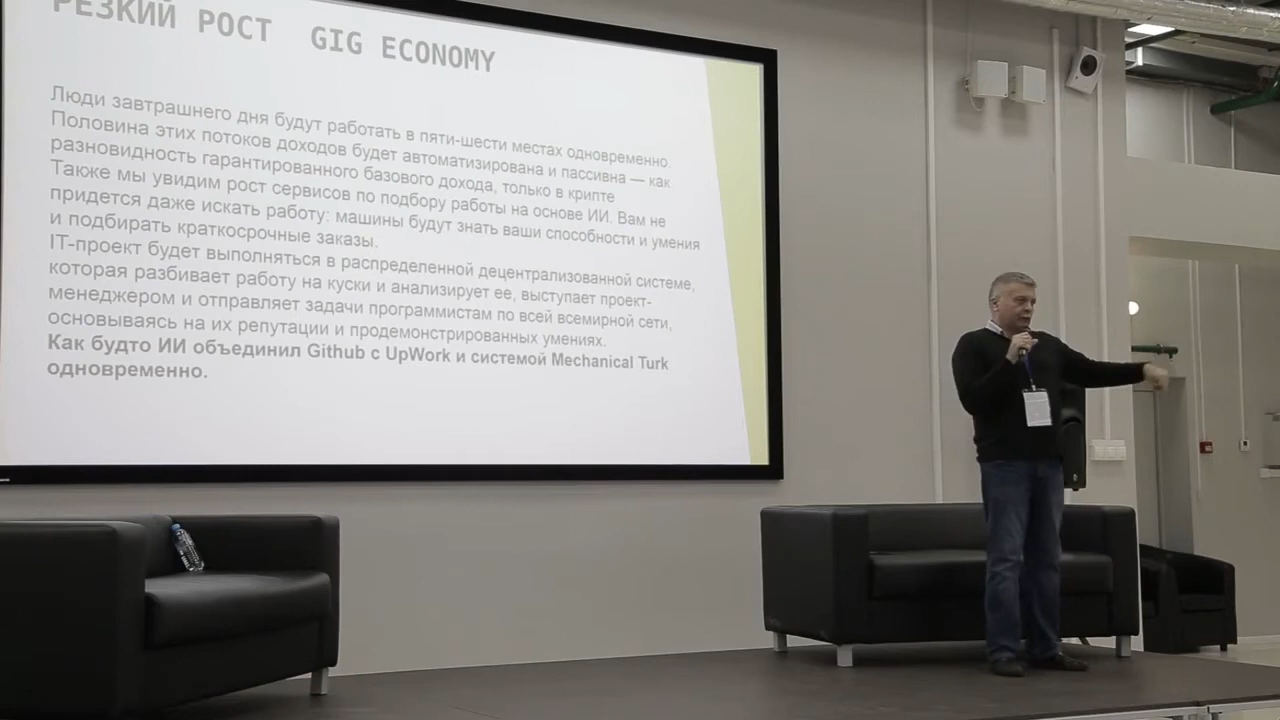 РЕЗКИЙ РОСТ GIG ECONOMY
Люди завтрашнего дня будут работать в пяти-шести местах одновременно.
Половина этих потоков доходов будет автоматизирована и пассивна — как
разновидность гарантированного базового дохода, только в крипте
Также мы увидим рост сервисов по подбору работы на основе ИИ. Вам не
придется даже искать работу: машины будут знать ваши способности и умения
и подбирать краткосрочные заказы.
IT-проект будет выполняться в распределенной децентрализованной системе,
которая разбивает работу на куски и анализирует ее, выступает проект-
менеджером и отправляет задачи программистам по всей всемирной сети,
основываясь на их репутации и продемонстрированных умениях.
Как будто ИИ объединил Github с UpWork и системой Mechanical Turk
одновременно.